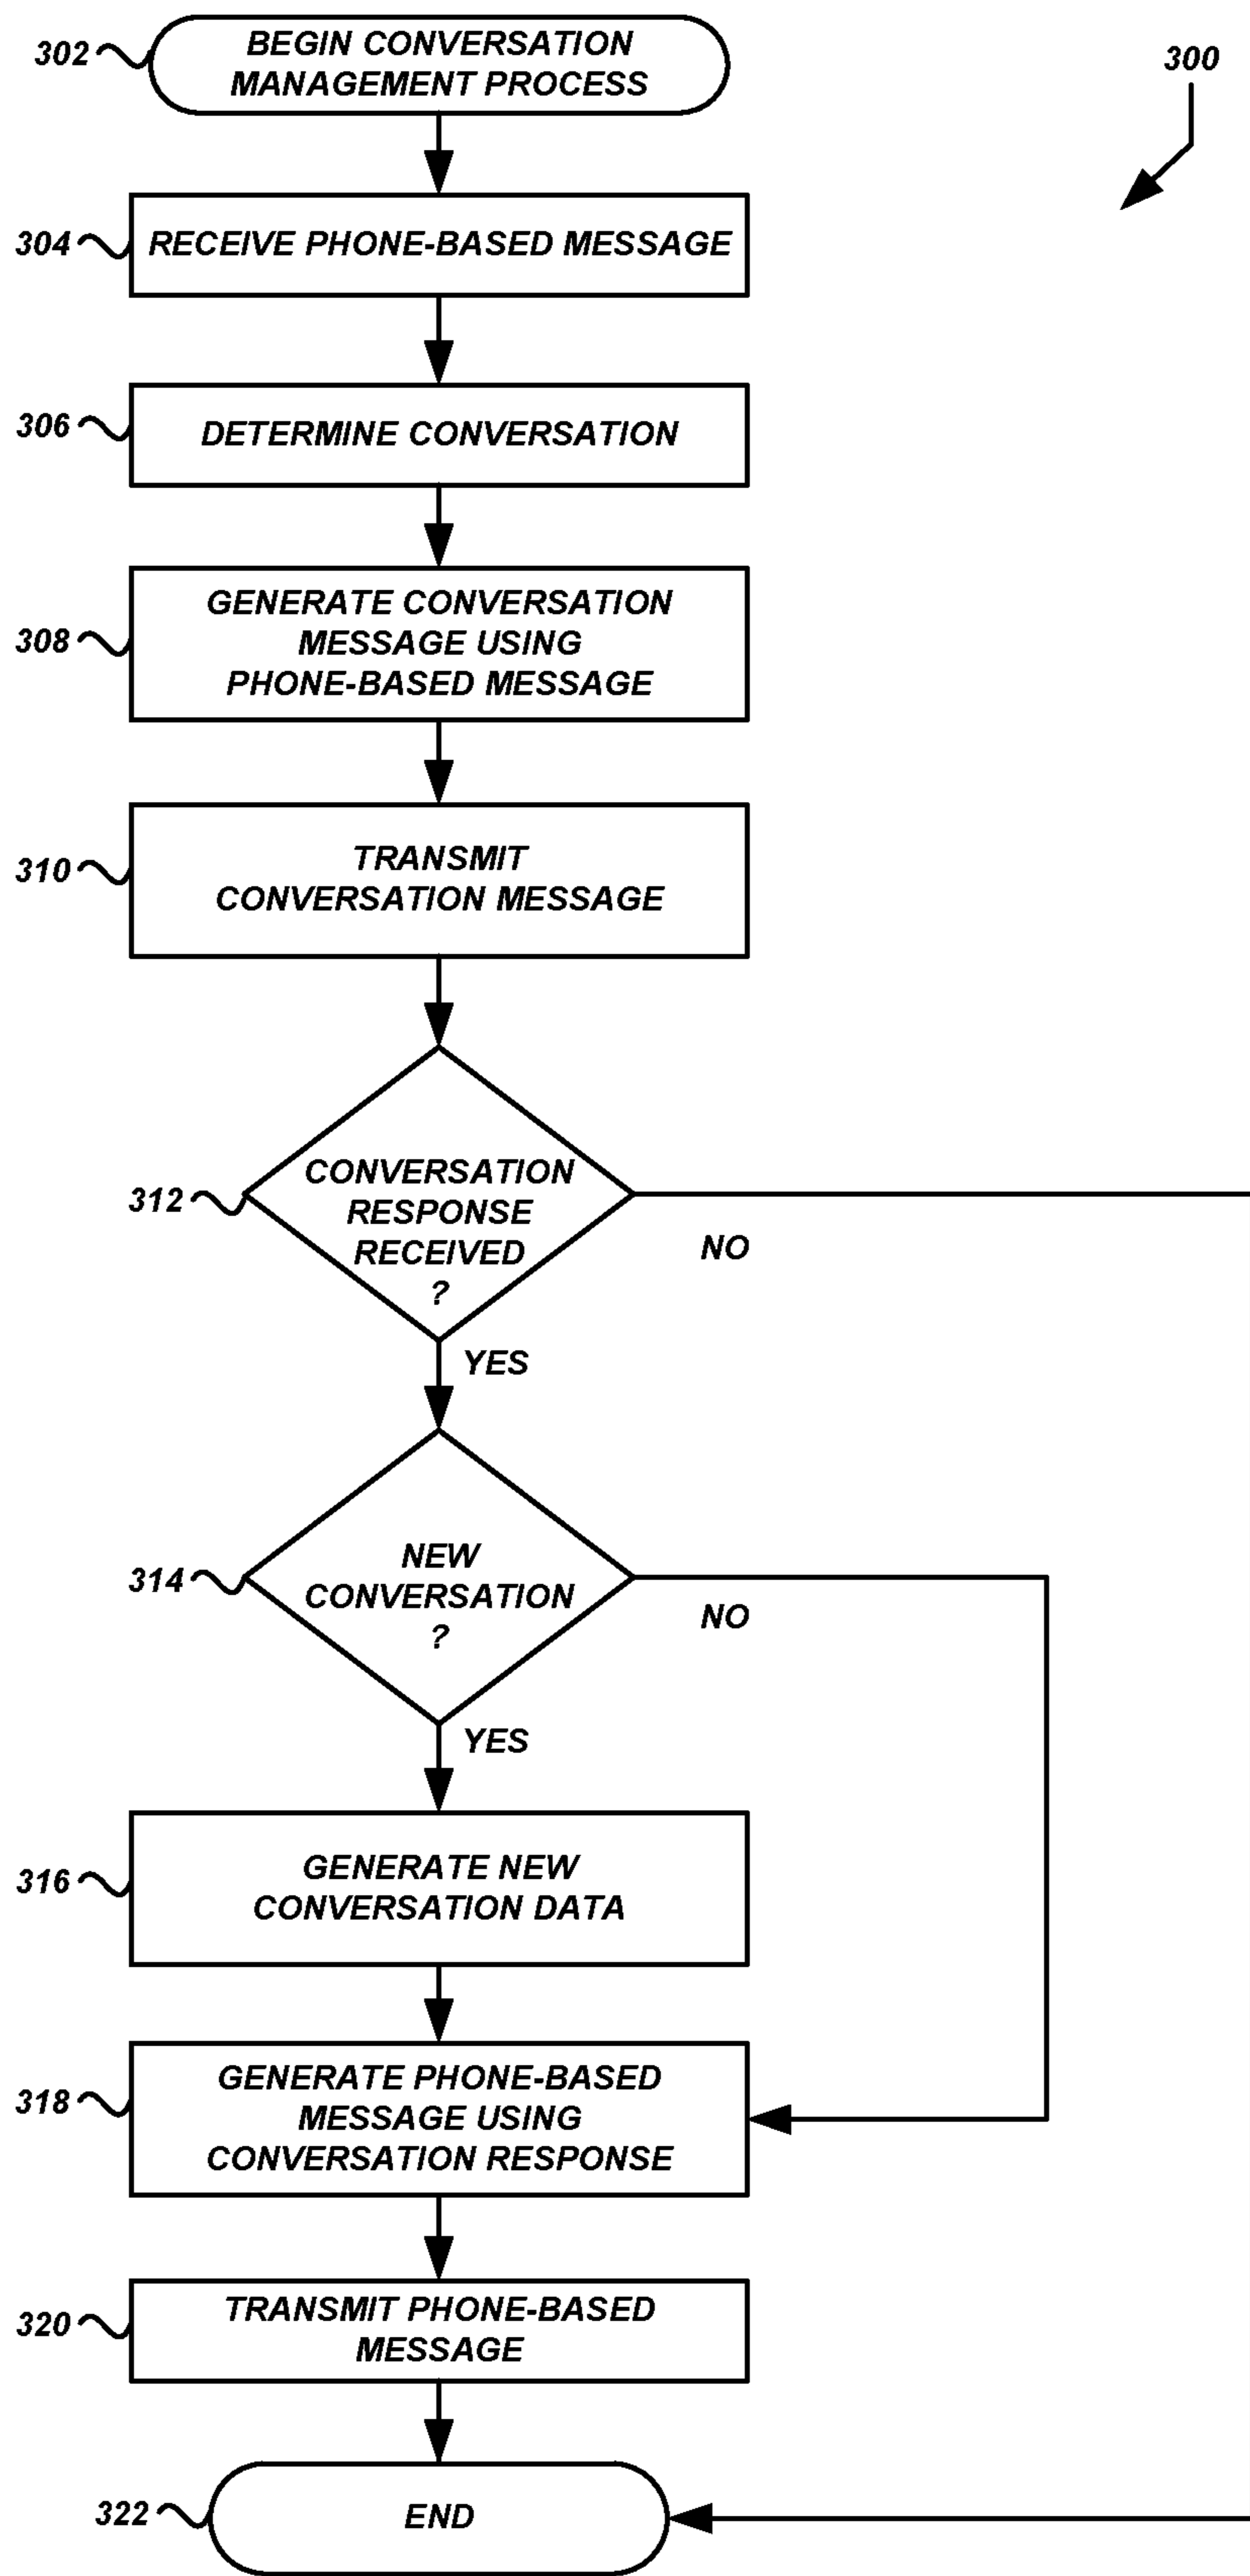 302
BEGIN CONVERSATION
MANAGEMENT PROCESS
300
304
RECEIVE PHONE-BASED MESSAGE
306
DETERMINE CONVERSATION
308
GENERATE CONVERSATION
MESSAGE USING
PHONE-BASED MESSAGE
310
TRANSMIT
CONVERSATION MESSAGE
312
CONVERSATION
RESPONSE
RECEIVED
?
NO
YES
314
NEW
CONVERSATION
?
NO
YES
316
GENERATE NEW
CONVERSATION DATA
318
GENERATE PHONE-BASED
MESSAGE USING
CONVERSATION RESPONSE
320
TRANSMIT PHONE-BASED
MESSAGE
322
END